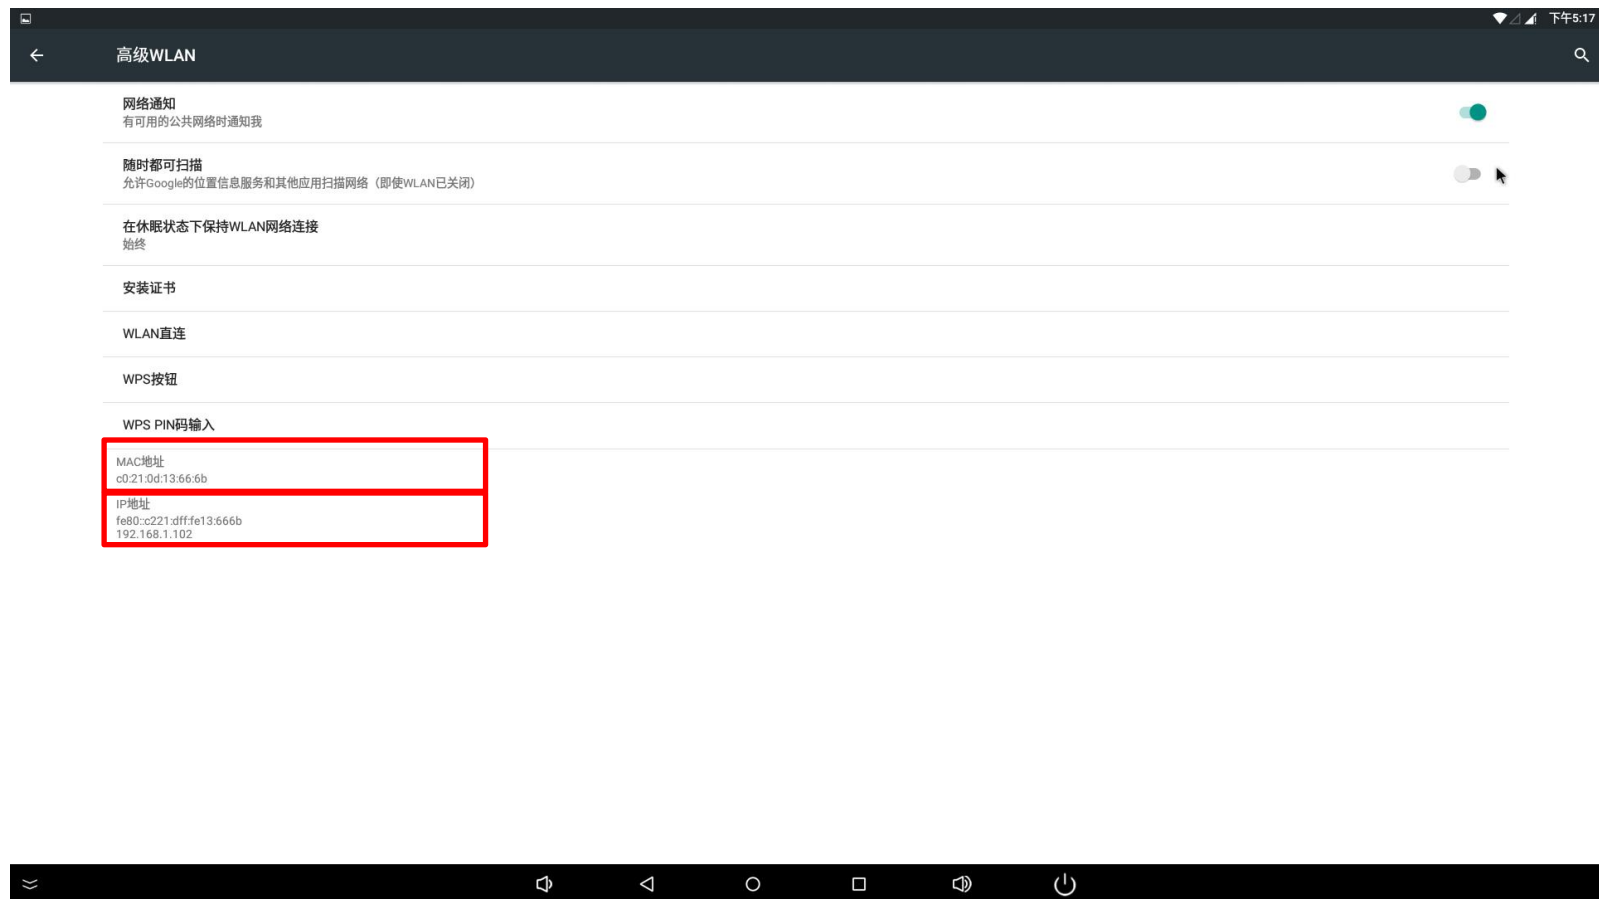 下午5:17
高级WLAN
网络通知
有可用的公共网络时通知我
随时都可扫描
允许Google的位置信息服务和其他应用扫描网络（即使WLAN已关闭）
在休眠状态下保持WLAN网络连接
始终
安装证书
WLAN直连
WPS按钮
WPS PIN码输入
MAC地址
c0:21:0d:13:66:6b
IP地址
fe80::c221:dff:fe13:666b
192.168.1.102